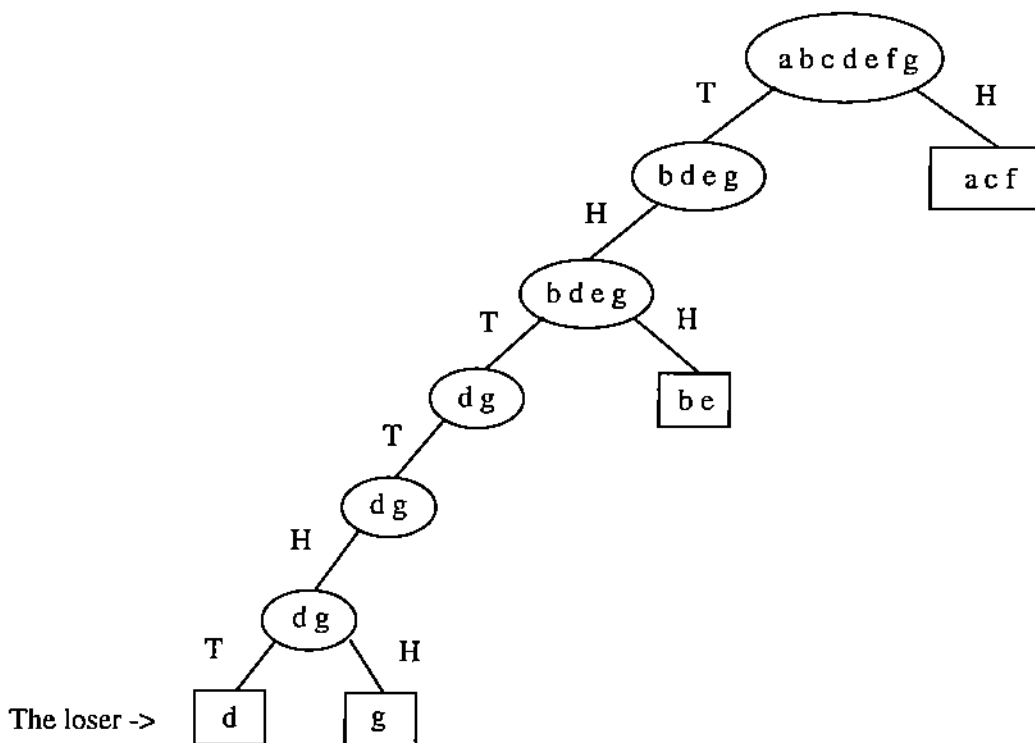 a b c d e f g
T H
b d e g
a c f
H
b d e g
T H
d g
b e
T
d g
H
d g
T H
The loser -> d g